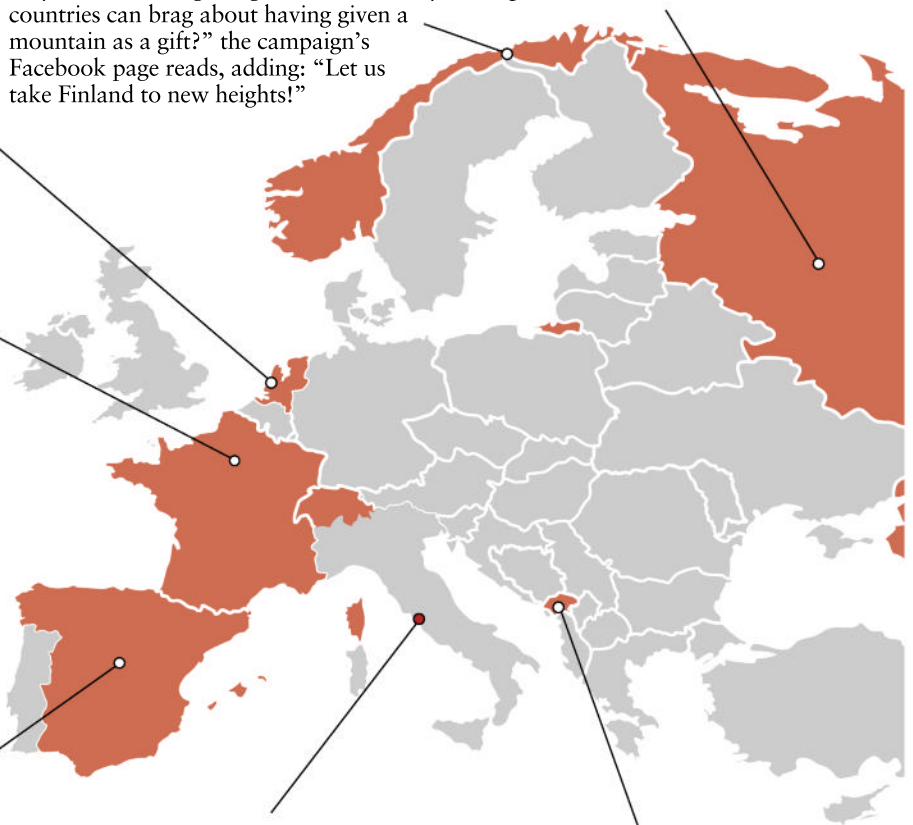 countries can brag about having given a
mountain as a gift?” the campaign’s
Facebook page reads, adding: “Let us
take Finland to new heights!”